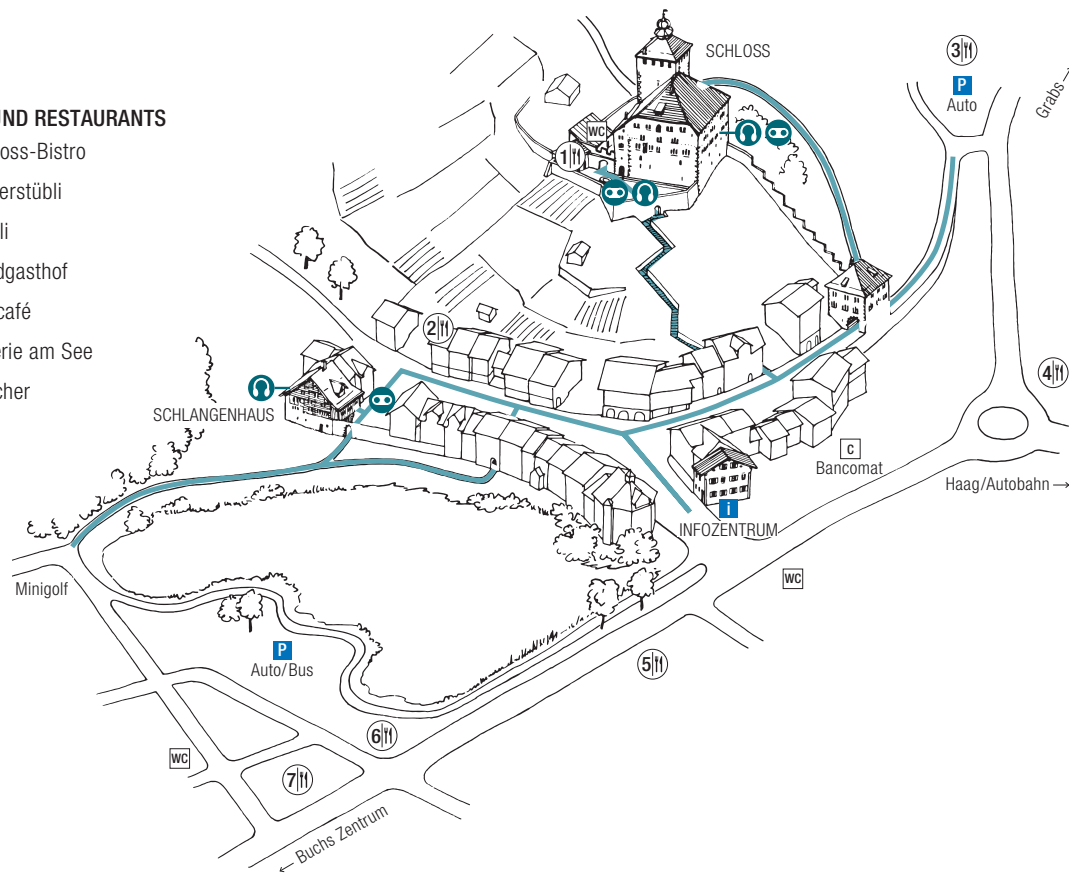 UND RESTAURANTS
oss-Bistro
erstübli
li
dgasthof
café
erie am See
cher
SCHLOSS
3
P
Auto
Grabs →
WC
1
2
4
SCHLANGENHAUS
C
Bancomat
Haag/Autobahn →
i
INFOZENTRUM
Minigolf
WC
P
Auto/Bus
5
6
WC
7
← Buchs Zentrum